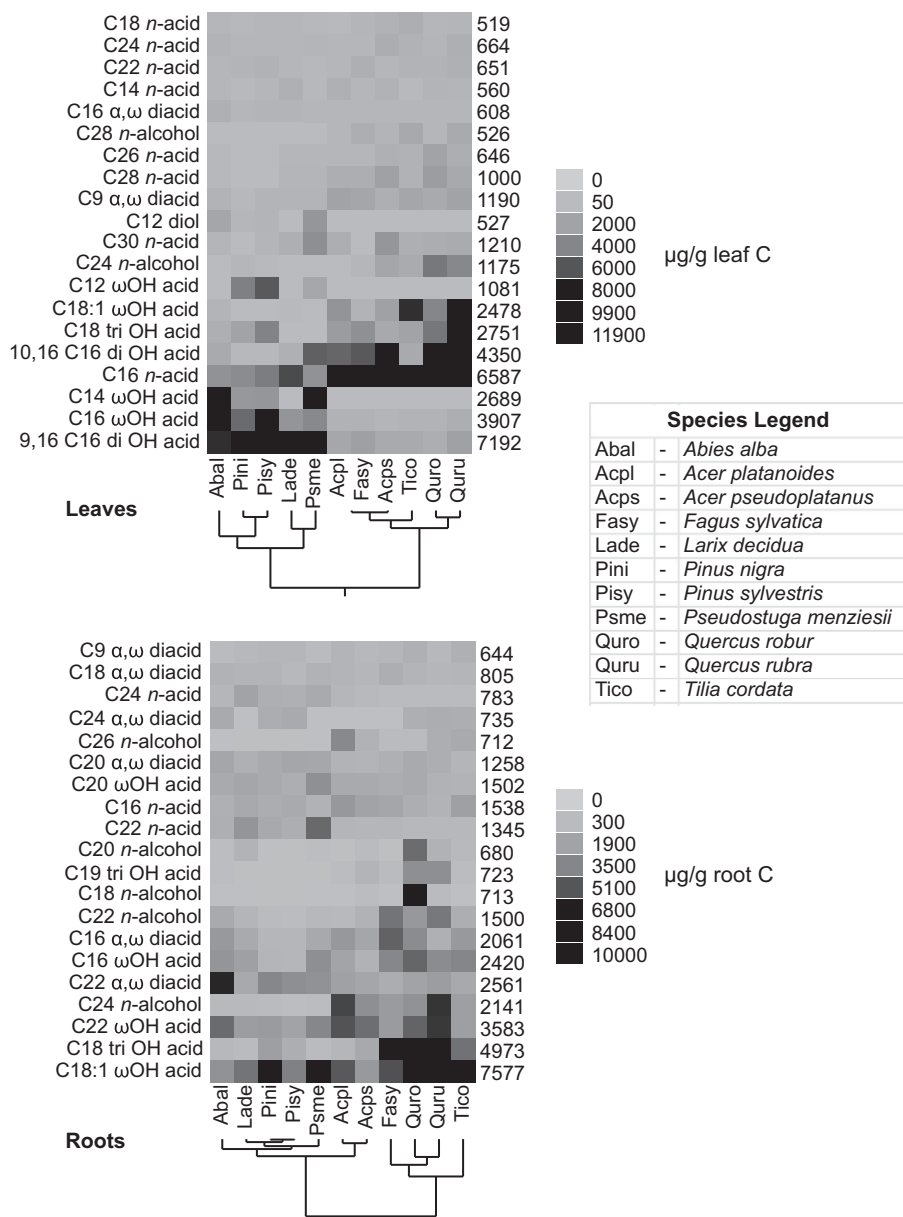 C18 n-acid 519
C24 n-acid 664
C22 n-acid 651
C14 n-acid 560
C16 α,ω diacid 608
C28 n-alcohol 526
C26 n-acid 646
C28 n-acid 1000
C9 α,ω diacid 1190
C12 diol 527
C30 n-acid 1210
C24 n-alcohol 1175
C12 ωOH acid 1081
C18:1 ωOH acid 2478
C18 tri OH acid 2751
10,16 C16 di OH acid 4350
C16 n-acid 6587
C14 ωOH acid 2689
C16 ωOH acid 3907
9,16 C16 di OH acid 7192
Abal Pini Pisy Lade Psme Acpl Fasy Acps Tico Quro Quru
Leaves
0
50
2000
4000
6000
8000
9900
11900
µg/g leaf C
Species Legend
Abal - Abies alba
Acpl - Acer platanoides
Acps - Acer pseudoplatanus
Fasy - Fagus sylvatica
Lade - Larix decidua
Pini - Pinus nigra
Pisy - Pinus sylvestris
Psme - Pseudostuga menziesii
Quro - Quercus robur
Quru - Quercus rubra
Tico - Tilia cordata
C9 α,ω diacid 644
C18 α,ω diacid 805
C24 n-acid 783
C24 α,ω diacid 735
C26 n-alcohol 712
C20 α,ω diacid 1258
C20 ωOH acid 1502
C16 n-acid 1538
C22 n-acid 1345
C20 n-alcohol 680
C19 tri OH acid 723
C18 n-alcohol 713
C22 n-alcohol 1500
C16 α,ω diacid 2061
C16 ωOH acid 2420
C22 α,ω diacid 2561
C24 n-alcohol 2141
C22 ωOH acid 3583
C18 tri OH acid 4973
C18:1 ωOH acid 7577
Abal Lade Pini Pisy Psme Acpl Acps Fasy Quro Quru Tico
Roots
0
300
1900
3500
5100
6800
8400
10000
µg/g root C